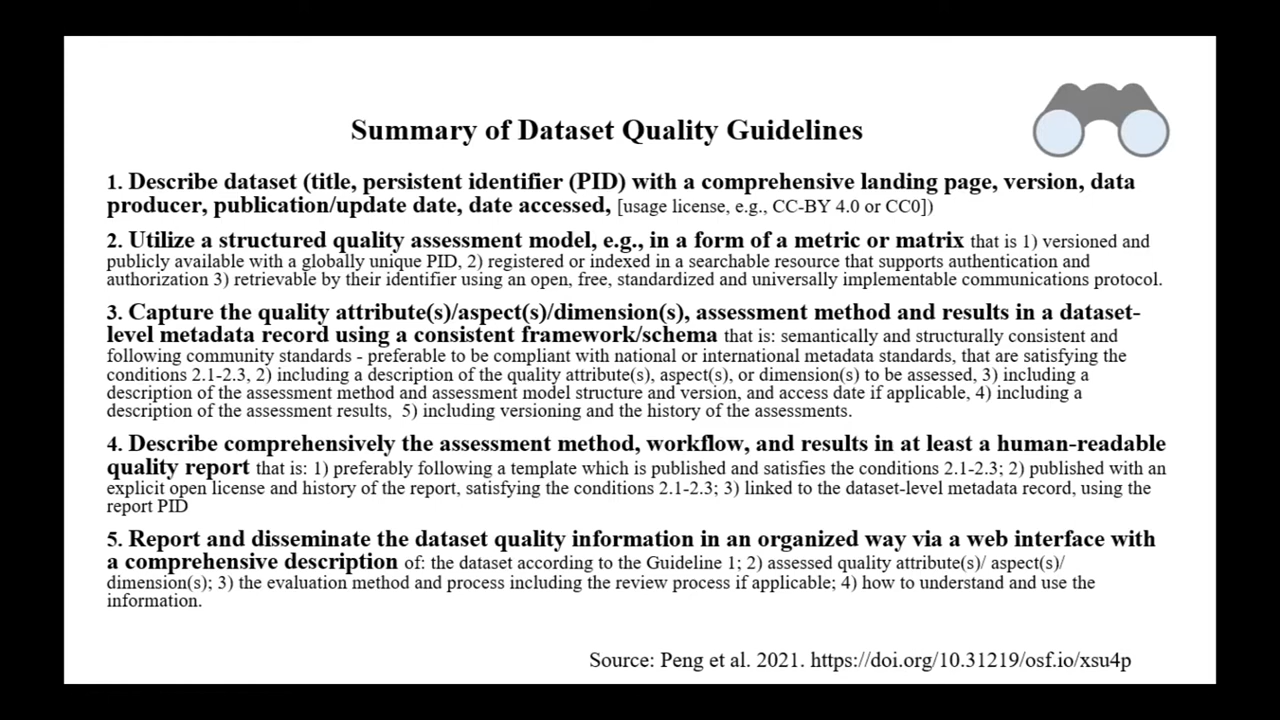 Summary of Dataset Quality Guidelines
1. Describe dataset (title, persistent identifier (PID) with a comprehensive landing page, version, data
producer, publication/update date, date accessed, [usage license, e.g., CC-BY 4.0 or CC0])
2. Utilize a structured quality assessment model, e.g., in a form of a metric or matrix that is 1) versioned and
publicly available with a globally unique PID, 2) registered or indexed in a searchable resource that supports authentication and
authorization 3) retrievable by their identifier using an open, free, standardized and universally implementable communications protocol.
3. Capture the quality attribute(s)/aspect(s)/dimension(s), assessment method and results in a dataset-
level metadata record using a consistent framework/schema that is: semantically and structurally consistent and
following community standards - preferable to be compliant with national or international metadata standards, that are satisfying the
conditions 2.1-2.3, 2) including a description of the quality attribute(s), aspect(s), or dimension(s) to be assessed, 3) including a
description of the assessment method and assessment model structure and version, and access date if applicable, 4) including a
description of the assessment results, 5) including versioning and the history of the assessments.
4. Describe comprehensively the assessment method, workflow, and results in at least a human-readable
quality report that is: 1) preferably following a template which is published and satisfies the conditions 2.1-2.3; 2) published with an
explicit open license and history of the report, satisfying the conditions 2.1-2.3; 3) linked to the dataset-level metadata record, using the
report PID
5. Report and disseminate the dataset quality information in an organized way via a web interface with
a comprehensive description of: the dataset according to the Guideline 1; 2) assessed quality attribute(s)/ aspect(s)/
dimension(s); 3) the evaluation method and process including the review process if applicable; 4) how to understand and use the
information.
Source: Peng et al. 2021. https://doi.org/10.31219/osf.io/xsu4p